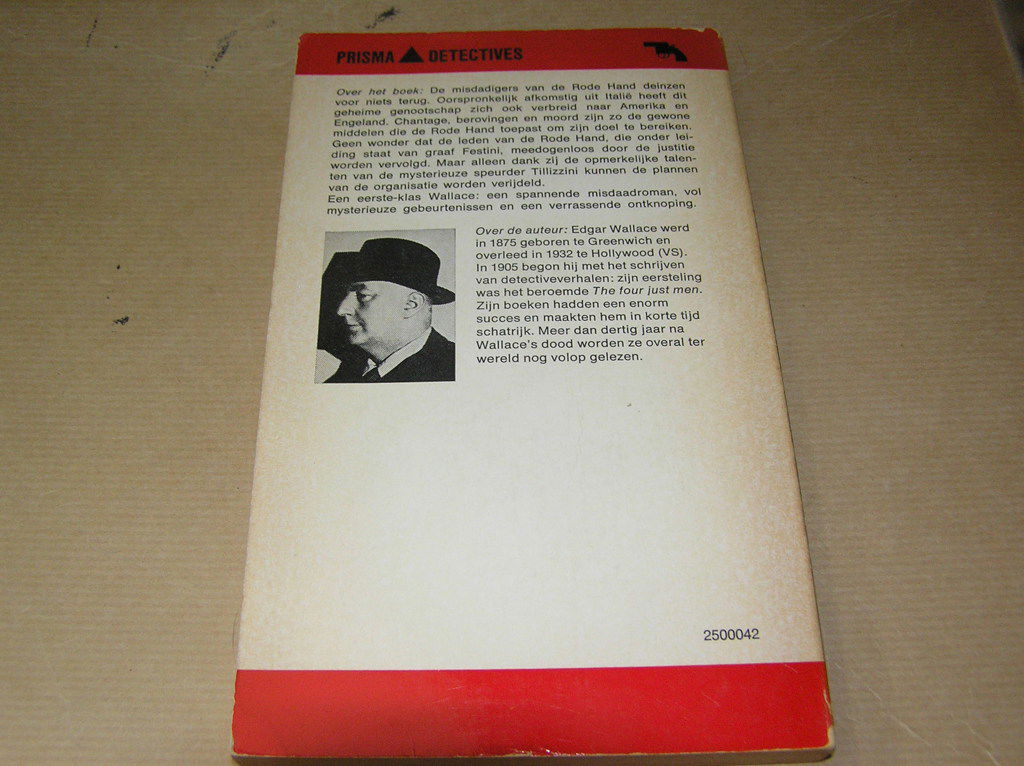 PRISMA DETECTIVES
Over het boek: De misdadigers van de Rode Hand deinzen
voor niets terug. Oorspronkelijk afkomstig uit Italië heeft dit
geheime genootschap zich ook verbreid naar Amerika en
Engeland. Chantage, berovingen en moord zijn zo de gewone
middelen die de Rode Hand toepast om zijn doel te bereiken.
Geen wonder dat de leden van de Rode Hand, die onder lei-
ding staat van graaf Festini, meedogenloos door de justitie
worden vervolgd. Maar alleen dank zij de opmerkelijke talen-
ten van de mysterieuze speurder Tillizzini kunnen de plannen
van de organisatie worden verijdeld.
Een eerste-klas Wallace: een spannende misdaadroman, vol
mysterieuze gebeurtenissen en een verrassende ontknoping.
Over de auteur: Edgar Wallace werd
in 1875 geboren te Greenwich en
overleed in 1932 te Hollywood (VS).
In 1905 begon hij met het schrijven
van detectiveverhalen: zijn eersteling
was het beroemde The four just men.
Zijn boeken hadden een enorm
succes en maakten hem in korte tijd
schatrijk. Meer dan dertig jaar na
Wallace's dood worden ze overal ter
wereld nog volop gelezen.
2500042